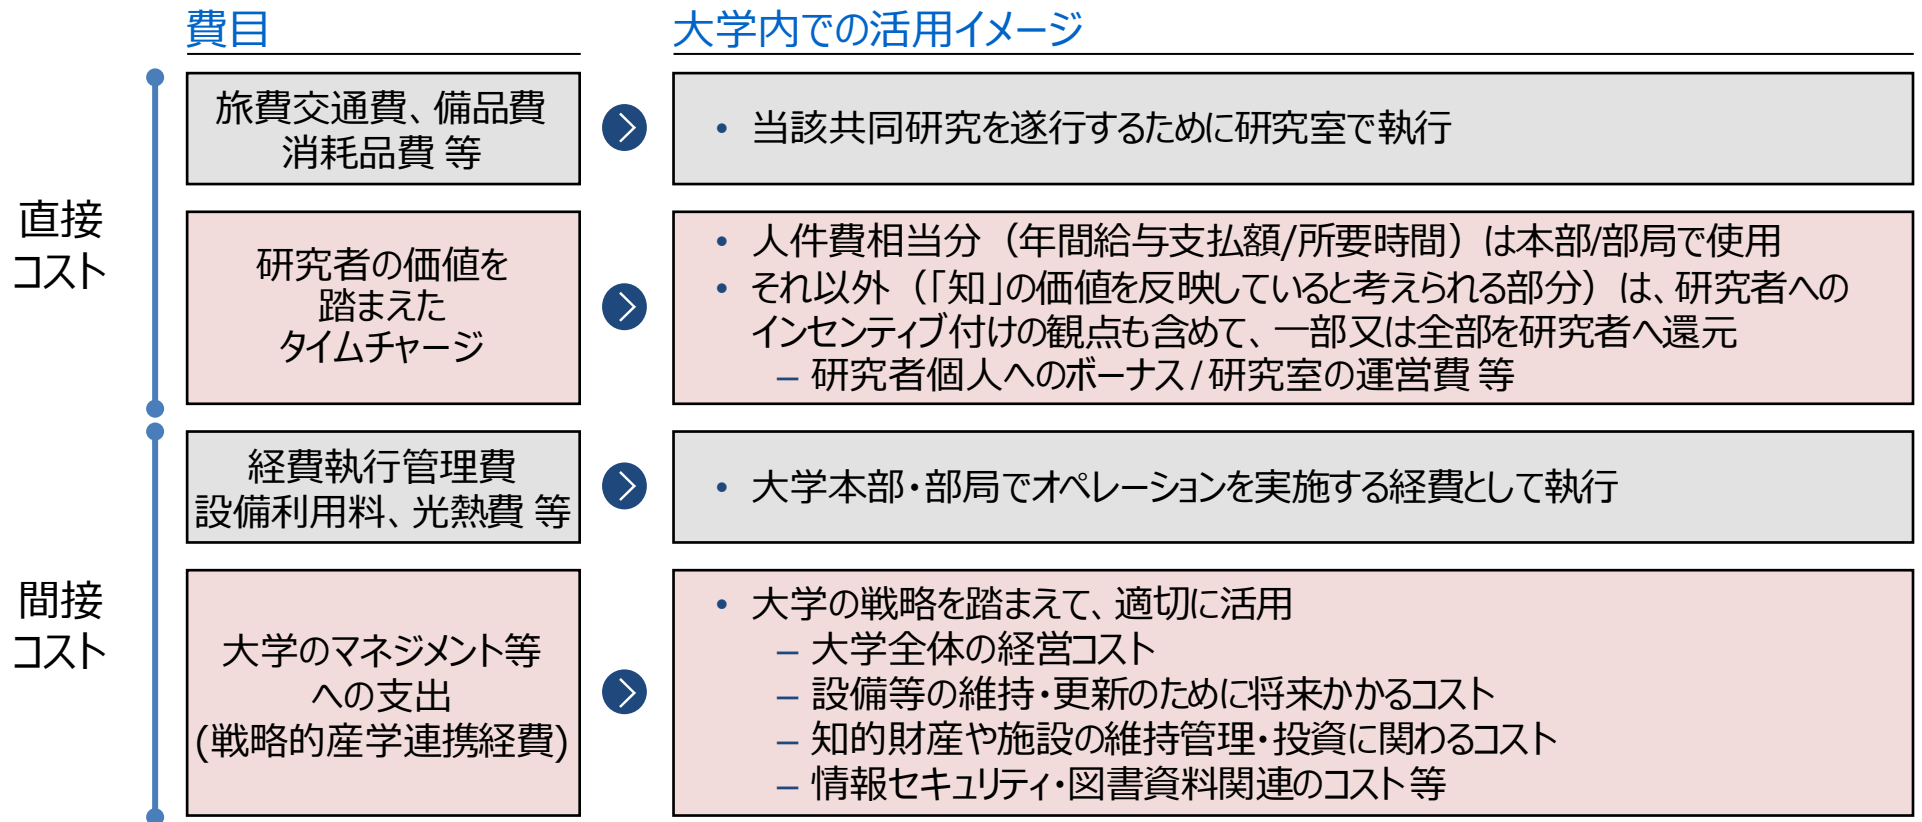 費目
大学内での活用イメージ
直接
コスト
旅費交通費、備品費
消耗品費 等
• 当該共同研究を遂行するために研究室で執行
研究者の価値を
踏まえた
タイムチャージ
• 人件費相当分（年間給与支払額/所要時間）は本部/部局で使用
• それ以外（「知」の価値を反映していると考えられる部分）は、研究者への
インセンティブ付けの観点も含めて、一部又は全部を研究者へ還元
– 研究者個人へのボーナス/研究室の運営費 等
間接
コスト
経費執行管理費
設備利用料、光熱費 等
• 大学本部・部局でオペレーションを実施する経費として執行
大学のマネジメント等
への支出
(戦略的産学連携経費)
• 大学の戦略を踏まえて、適切に活用
– 大学全体の経営コスト
– 設備等の維持・更新のために将来かかるコスト
– 知的財産や施設の維持管理・投資に関わるコスト
– 情報セキュリティ・図書資料関連のコスト等